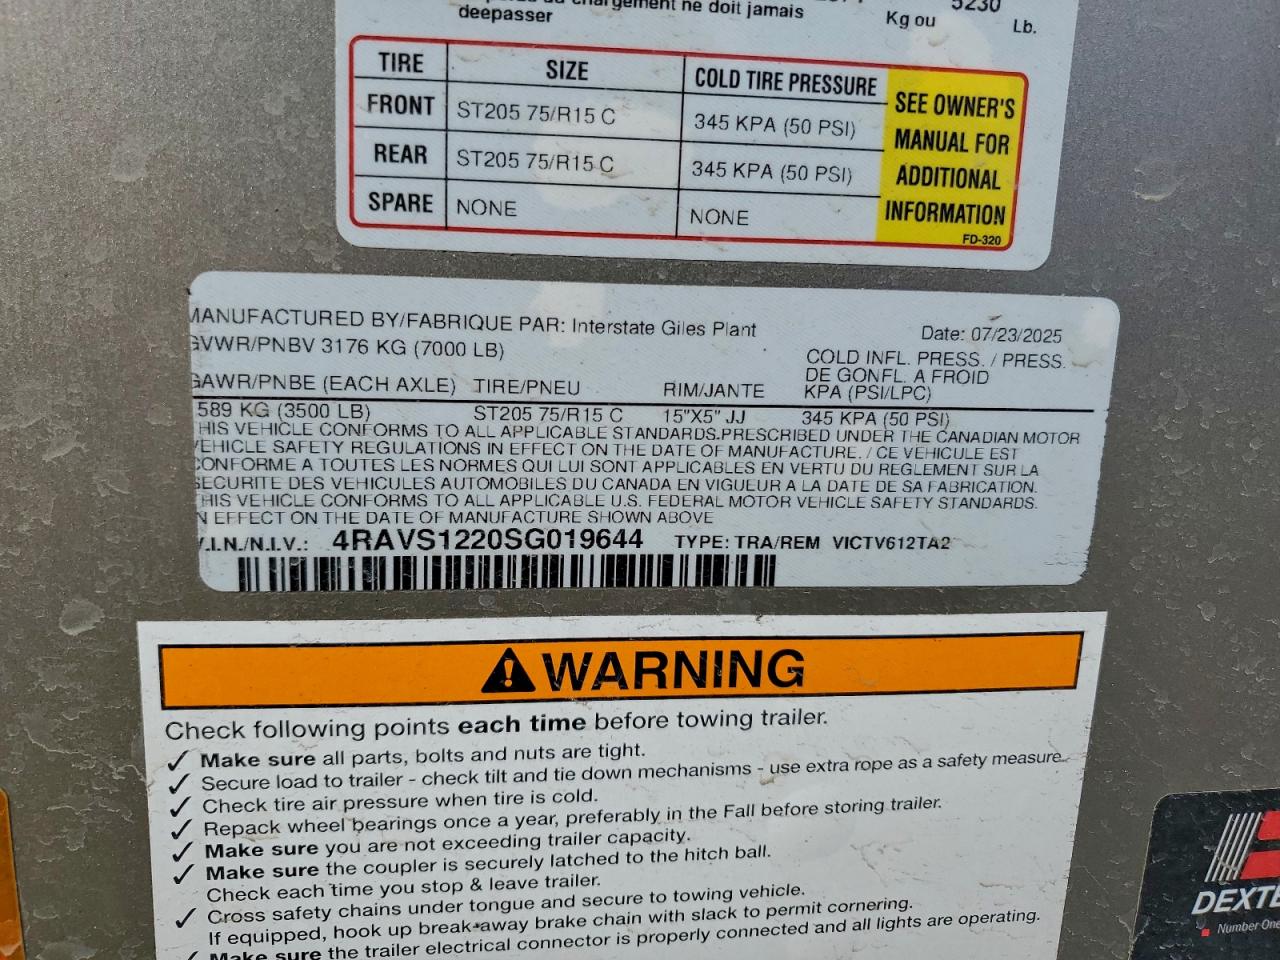 chargement ne doit jamais
deepasser
Kg ou 5230 Lb.
TIRE SIZE COLD TIRE PRESSURE
FRONT ST205 75/R15 C 345 KPA (50 PSI)
REAR ST205 75/R15 C 345 KPA (50 PSI)
SPARE NONE NONE
SEE OWNER'S
MANUAL FOR
ADDITIONAL
INFORMATION
FD-320
MANUFACTURED BY/FABRIQUE PAR: Interstate Giles Plant Date: 07/23/2025
GVWR/PNBV 3176 KG (7000 LB)
COLD INFL. PRESS. / PRESS.
DE GONFL. A FROID
GAWR/PNBE (EACH AXLE) TIRE/PNEU RIM/JANTE KPA (PSI/LPC)
589 KG (3500 LB) ST205 75/R15 C 15"X5" JJ 345 KPA (50 PSI)
HIS VEHICLE CONFORMS TO ALL APPLICABLE STANDARDS.PRESCRIBED UNDER THE CANADIAN MOTOR
VEHICLE SAFETY REGULATIONS IN EFFECT ON THE DATE OF MANUFACTURE. / CE VEHICULE EST
CONFORME A TOUTES LES NORMES QUI LUI SONT APPLICABLES EN VERTU DU REGLEMENT SUR LA
SECURITE DES VEHICULES AUTOMOBILES DU CANADA EN VIGUEUR A LA DATE DE SA FABRICATION.
HIS VEHICLE CONFORMS TO ALL APPLICABLE U.S. FEDERAL MOTOR VEHICLE SAFETY STANDARDS.
N EFFECT ON THE DATE OF MANUFACTURE SHOWN ABOVE
V.I.N./N.I.V.: 4RAVS1220SG019644 TYPE: TRA/REM VICTV612TA2
WARNING
Check following points each time before towing trailer.
✓ Make sure all parts, bolts and nuts are tight.
✓ Secure load to trailer - check tilt and tie down mechanisms - use extra rope as a safety measure.
✓ Check tire air pressure when tire is cold.
✓ Repack wheel bearings once a year, preferably in the Fall before storing trailer.
✓ Make sure you are not exceeding trailer capacity.
✓ Make sure the coupler is securely latched to the hitch ball.
Check each time you stop & leave trailer.
✓ Cross safety chains under tongue and secure to towing vehicle.
If equipped, hook up break-away brake chain with slack to permit cornering.
✓ Make sure the trailer electrical connector is properly connected and all lights are operating.
DEXTE
Number One